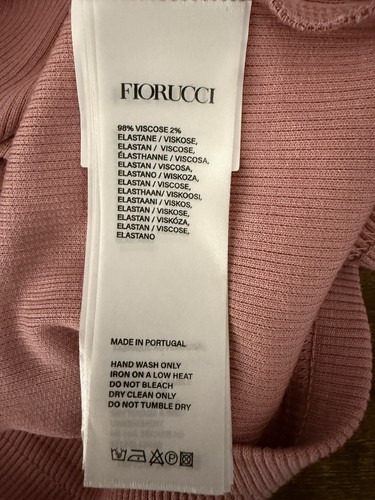 FIORUCCI
98% VISCOSE 2%
ELASTANE / VISKOSE,
ELASTAN / VISCOSE,
ÉLASTHANNE / VISCOSA,
ELASTAN / VISCOSA,
ELASTANO / WISKOZA,
ELASTAN / VISCOSE,
ELASTHAAN/ VISKOOSI,
ELASTAANI / VISKOS,
ELASTAN / VISKOSE,
ELASTAN / VISKÓZA,
ELASTAN / VISCOSE,
ELASTANO
MADE IN PORTUGAL
HAND WASH ONLY
IRON ON A LOW HEAT
DO NOT BLEACH
DRY CLEAN ONLY
DO NOT TUMBLE DRY